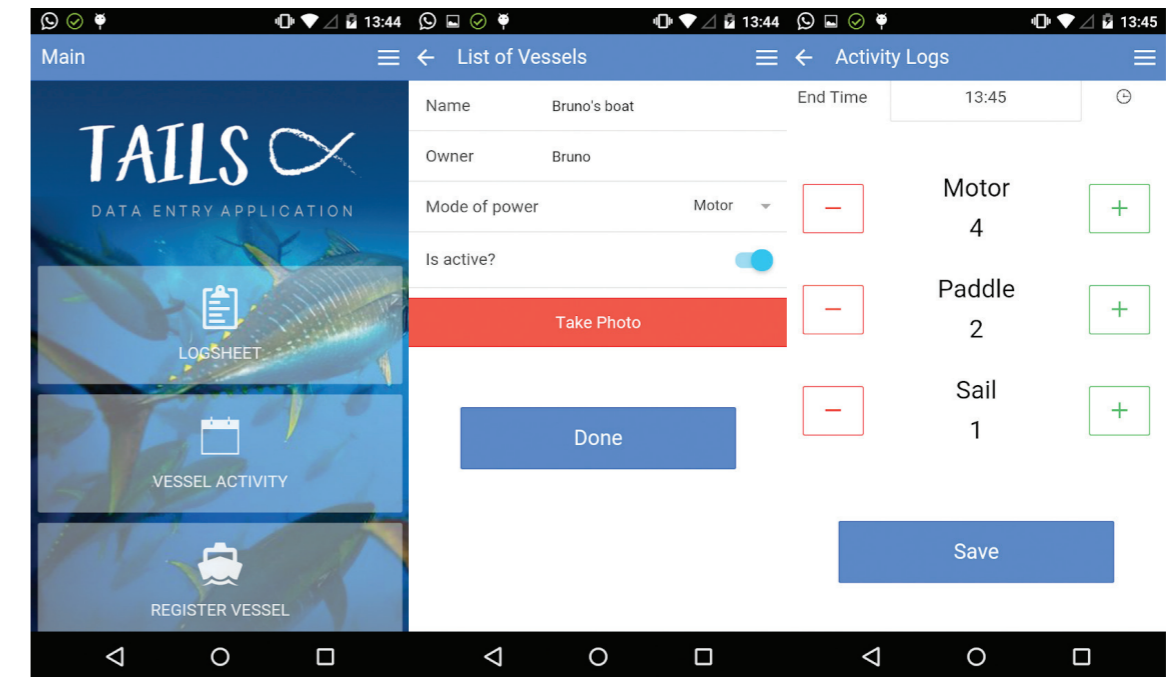 13:44
Main
TAILS
DATA ENTRY APPLICATION
LOGSHEET
VESSEL ACTIVITY
REGISTER VESSEL
13:44
List of Vessels
Name Bruno's boat
Owner Bruno
Mode of power Motor
Is active?
Take Photo
Done
13:45
Activity Logs
End Time 13:45
Motor
− 4 +
Paddle
− 2 +
Sail
− 1 +
Save